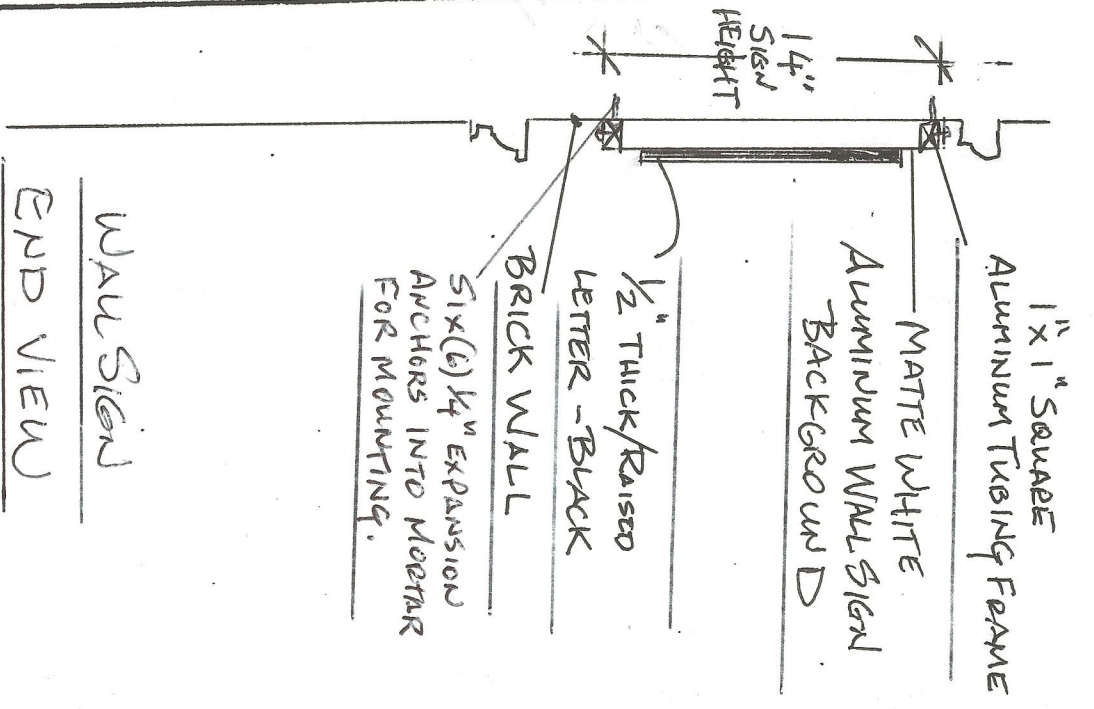 14"
SIGN
HEIGHT
1" X 1" SQUARE
ALUMINUM TUBING FRAME
MATTE WHITE
ALUMINUM WALL SIGN
BACKGROUND
1/2" THICK/RAISED
LETTER - BLACK
BRICK WALL
SIX (6) 1/4" EXPANSION
ANCHORS INTO MORTAR
FOR MOUNTING.
WALL SIGN
END VIEW